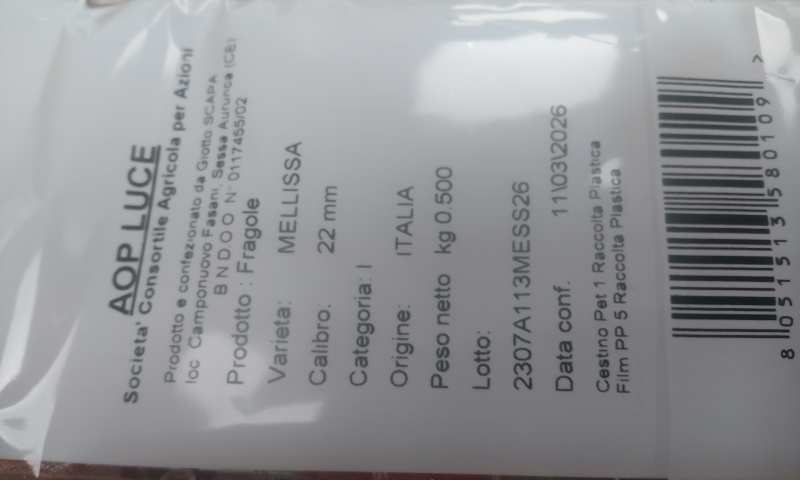 AOP LUCE
Societa' Consortile Agricola per Azioni
Prodotto e confezionato da Giotto SCAPA
loc Camponuovo Fasani, Sessa Aurunca (CE)
B N D O O N° 0117455/02
Prodotto : Fragole
Varieta: MELLISSA
Calibro. 22 mm
Categoria: I
Origine: ITALIA
Peso netto kg 0.500
Lotto:
2307A113MESS26
Data conf. 11\03\2026
Cestino Pet 1 Raccolta Plastica
Film PP 5 Raccolta Plastica
8 051513 580109 >